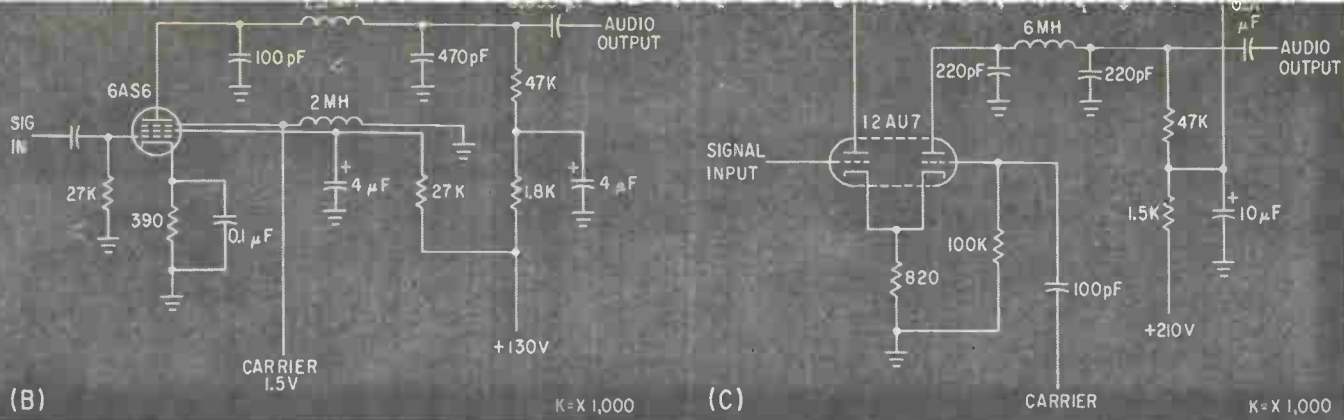 AUDIO
OUTPUT
100pF
470pF
47K
6AS6
2MH
SIG
IN
27K
390
0.1µF
4µF
27K
1.8K
4µF
+130V
CARRIER
1.5V
(B)
K=X 1,000
µF
6MH
AUDIO
OUTPUT
220pF
220pF
47K
12AU7
SIGNAL
INPUT
1.5K
10µF
100K
820
100pF
+210V
CARRIER
(C)
K=X 1,000